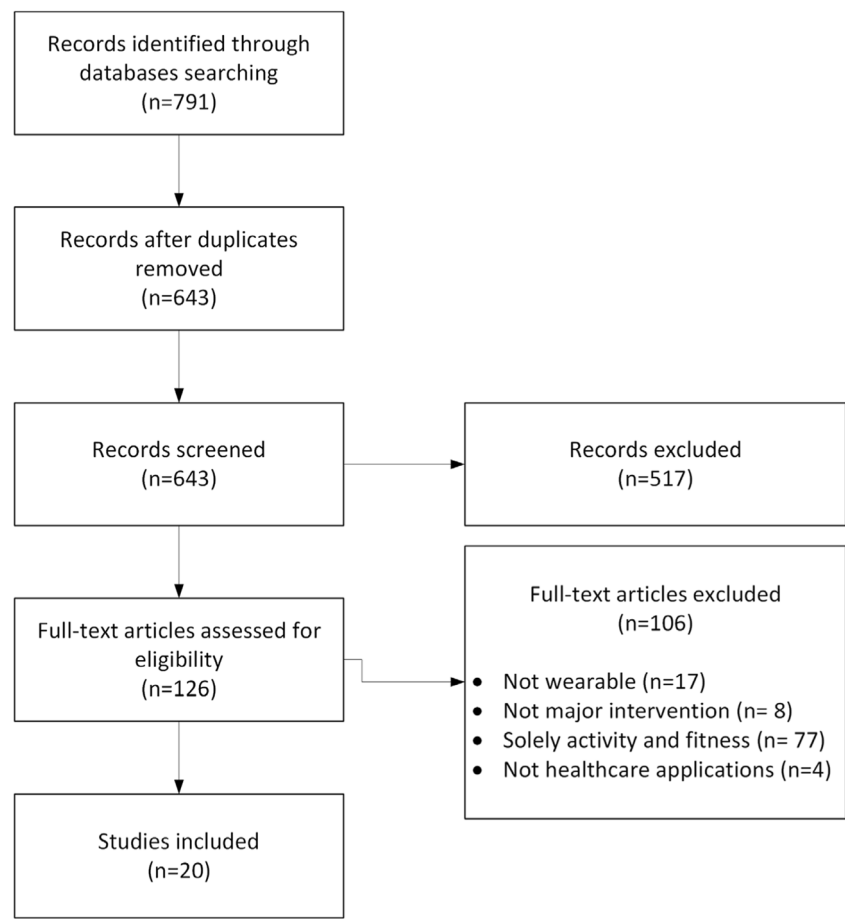 Records identified through
databases searching
(n=791)
Records after duplicates
removed
(n=643)
Records screened
(n=643)
Records excluded
(n=517)
Full-text articles assessed for
eligibility
(n=126)
Full-text articles excluded
(n=106)
• Not wearable (n=17)
• Not major intervention (n= 8)
• Solely activity and fitness (n= 77)
• Not healthcare applications (n=4)
Studies included
(n=20)